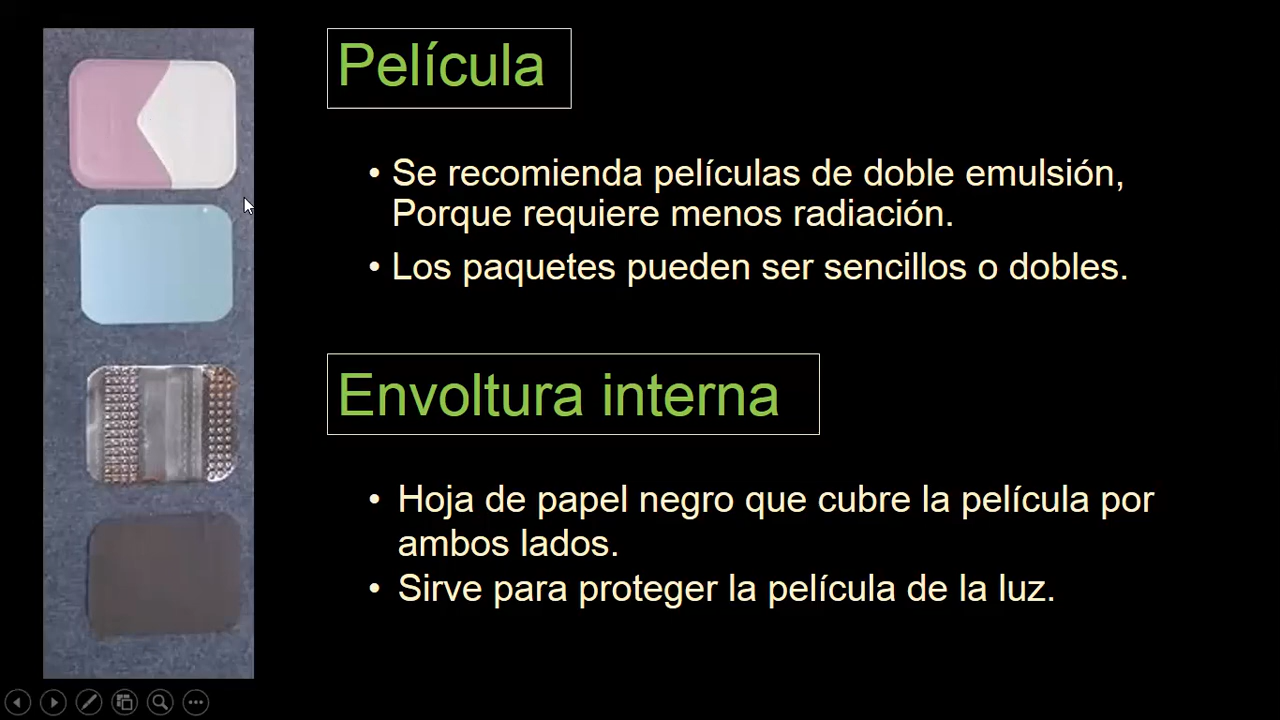 Película
• Se recomienda películas de doble emulsión,
Porque requiere menos radiación.
• Los paquetes pueden ser sencillos o dobles.
Envoltura interna
• Hoja de papel negro que cubre la película por
ambos lados.
• Sirve para proteger la película de la luz.